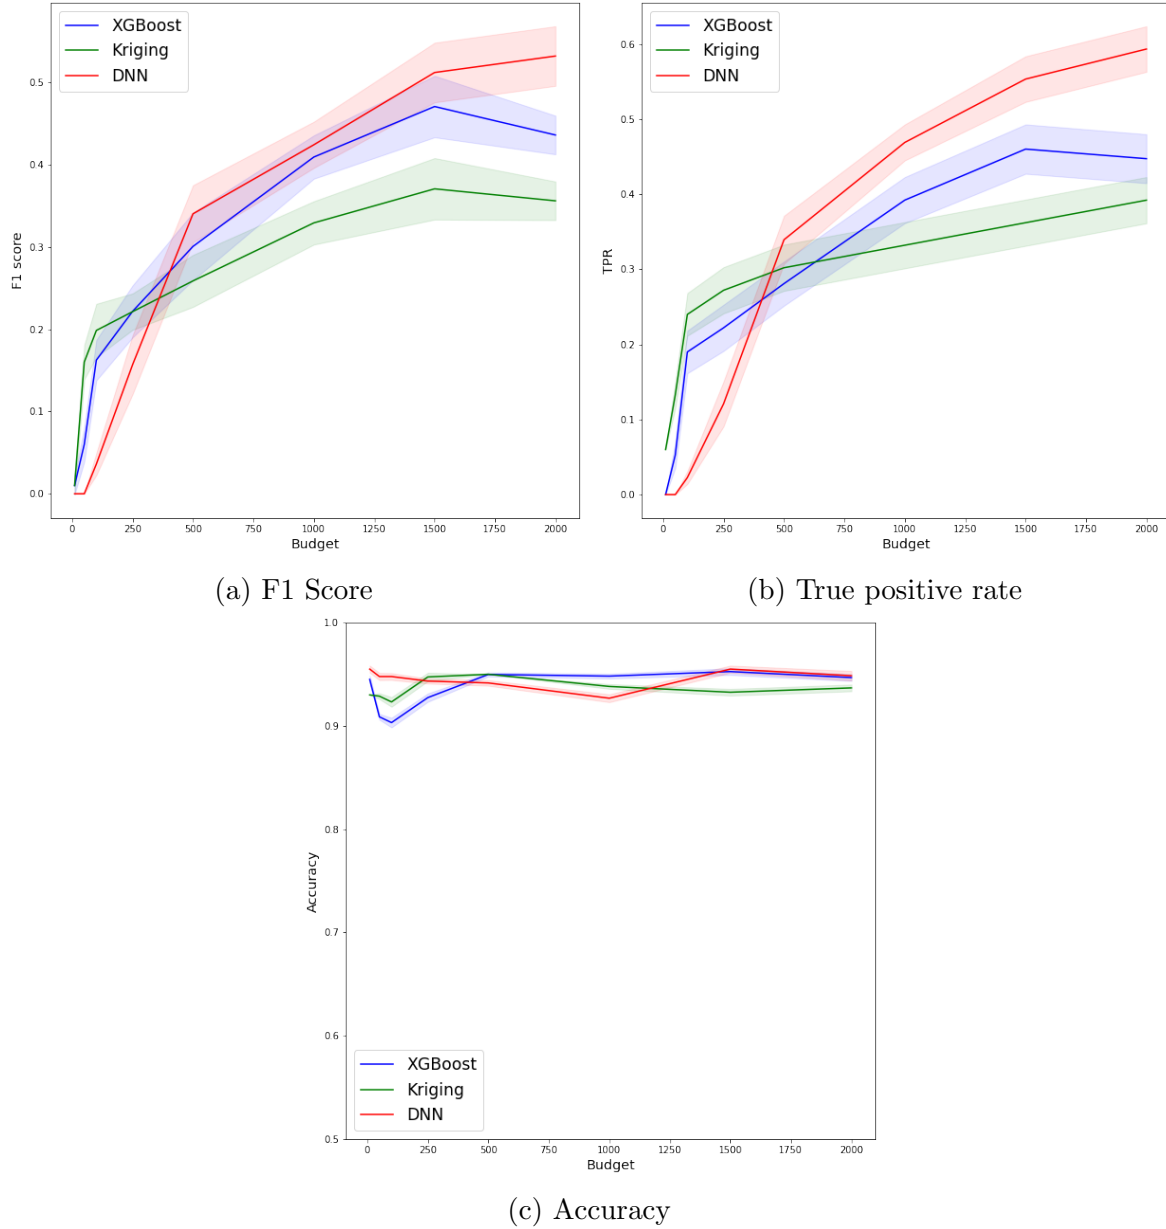 XGBoost
Kriging
DNN
0.5
0.4
0.3
0.2
0.1
0.0
F1 score
0 250 500 750 1000 1250 1500 1750 2000
Budget
(a) F1 Score
XGBoost
Kriging
DNN
0.6
0.5
0.4
0.3
0.2
0.1
0.0
TPR
0 250 500 750 1000 1250 1500 1750 2000
Budget
(b) True positive rate
1.0
0.9
0.8
0.7
0.6
0.5
Accuracy
XGBoost
Kriging
DNN
0 250 500 750 1000 1250 1500 1750 2000
Budget
(c) Accuracy